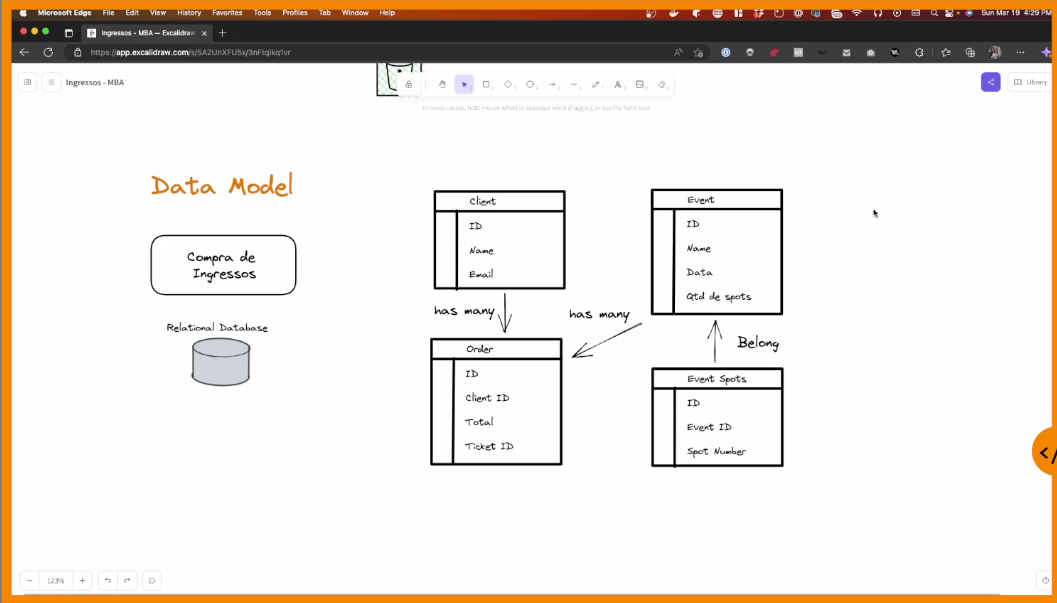 Microsoft Edge File Edit View History Favorites Tools Profiles Tab Window Help
Sun Mar 19 4:29 PM
Ingressos - MBA — Excalidraw
https://app.excalidraw.com/s/5A2UnXFU5x/3nFtqlkq1vr
Ingressos - MBA
Library
To move canvas, hold mouse wheel or spacebar while dragging, or use the hand tool
Data Model
Compra de
Ingressos
Relational Database
Client
ID
Name
Email
has many
Order
ID
Client ID
Total
Ticket ID
has many
Event
ID
Name
Data
Qtd de spots
Belong
Event Spots
ID
Event ID
Spot Number
123%